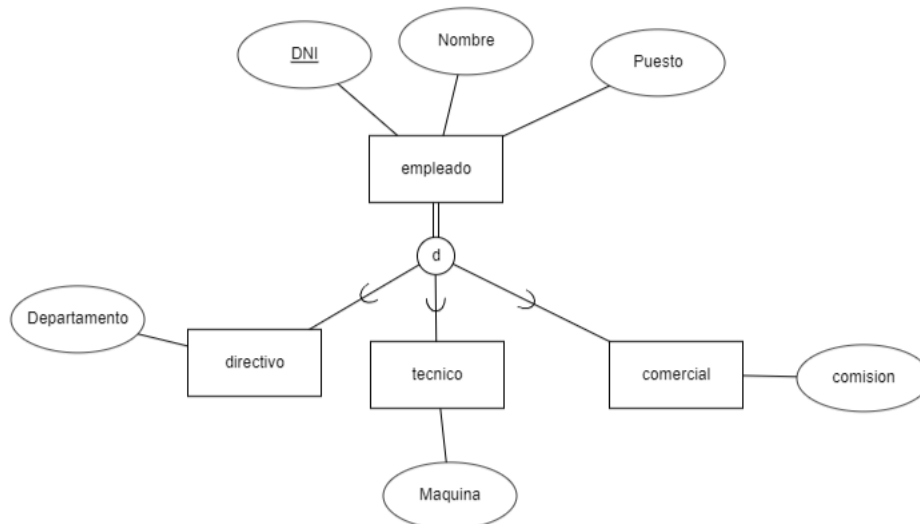 DNI
Nombre
Puesto
empleado
d
Departamento
directivo
tecnico
comercial
comision
Maquina